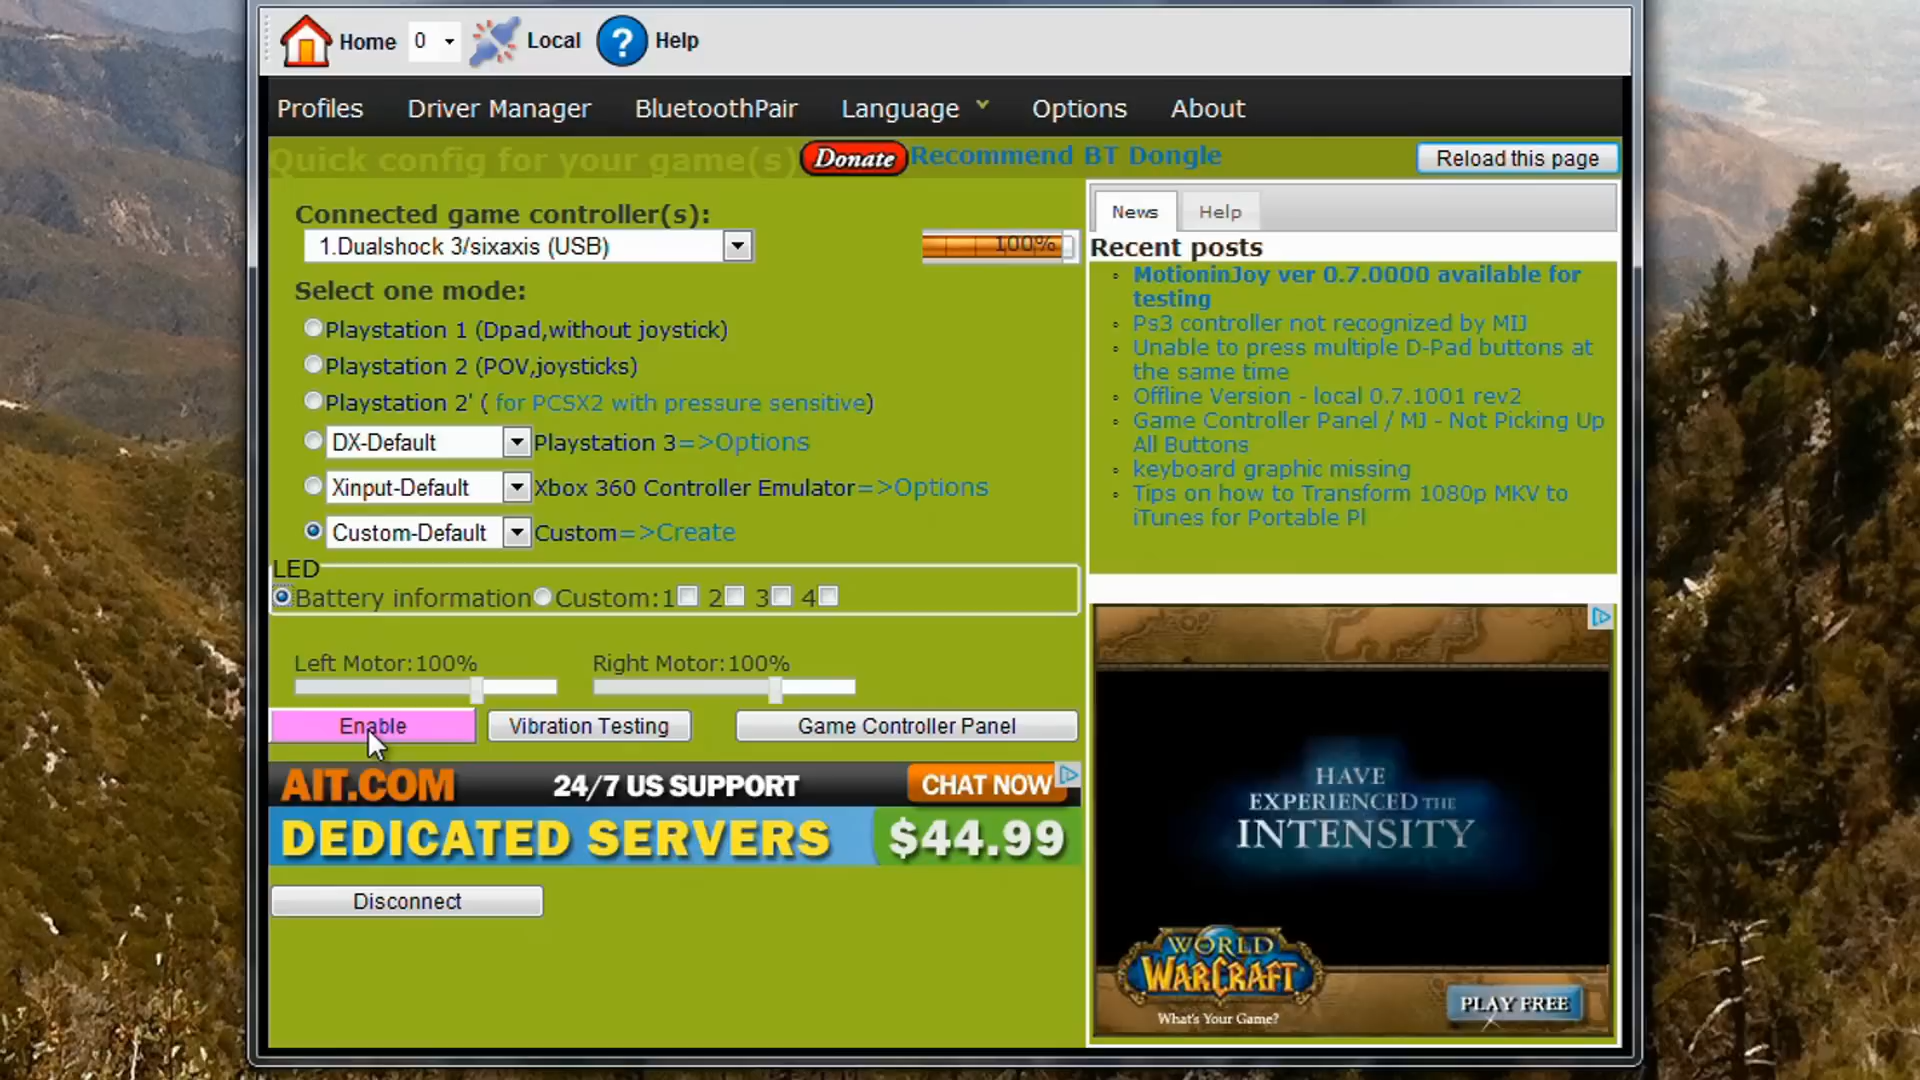 Home 0 Local Help
Profiles Driver Manager BluetoothPair Language Options About
Quick config for your game(s) Donate Recommend BT Dongle Reload this page
Connected game controller(s):
1.Dualshock 3/sixaxis (USB) 100%
Select one mode:
Playstation 1 (Dpad,without joystick)
Playstation 2 (POV,joysticks)
Playstation 2' ( for PCSX2 with pressure sensitive)
DX-Default Playstation 3=>Options
Xinput-Default Xbox 360 Controller Emulator=>Options
Custom-Default Custom=>Create
LED
Battery information Custom:1 2 3 4
Left Motor:100% Right Motor:100%
Enable Vibration Testing Game Controller Panel
AIT.COM 24/7 US SUPPORT CHAT NOW
DEDICATED SERVERS $44.99
Disconnect
News Help
Recent posts
MotioninJoy ver 0.7.0000 available for
testing
Ps3 controller not recognized by MIJ
Unable to press multiple D-Pad buttons at
the same time
Offline Version - local 0.7.1001 rev2
Game Controller Panel / MJ - Not Picking Up
All Buttons
keyboard graphic missing
Tips on how to Transform 1080p MKV to
iTunes for Portable Pl
HAVE
EXPERIENCED THE
INTENSITY
WORLD
WARCRAFT
What's Your Game?
PLAY FREE